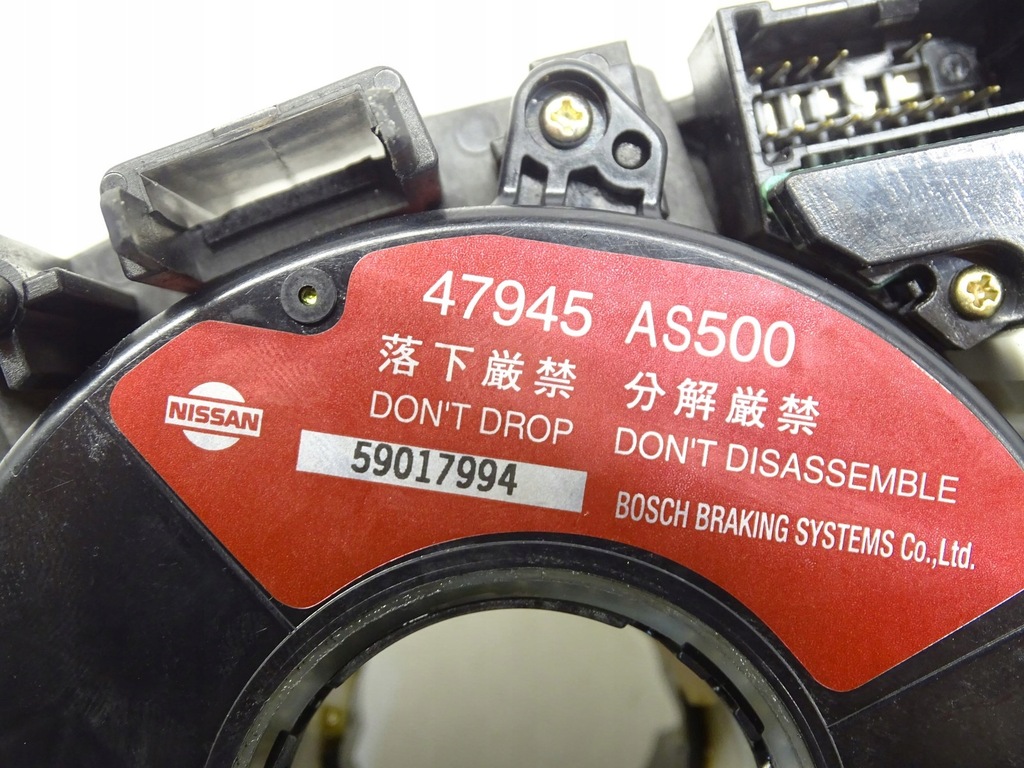 47945 AS500
落下厳禁 分解厳禁
DON'T DROP DON'T DISASSEMBLE
NISSAN
59017994
BOSCH BRAKING SYSTEMS Co.,Ltd.